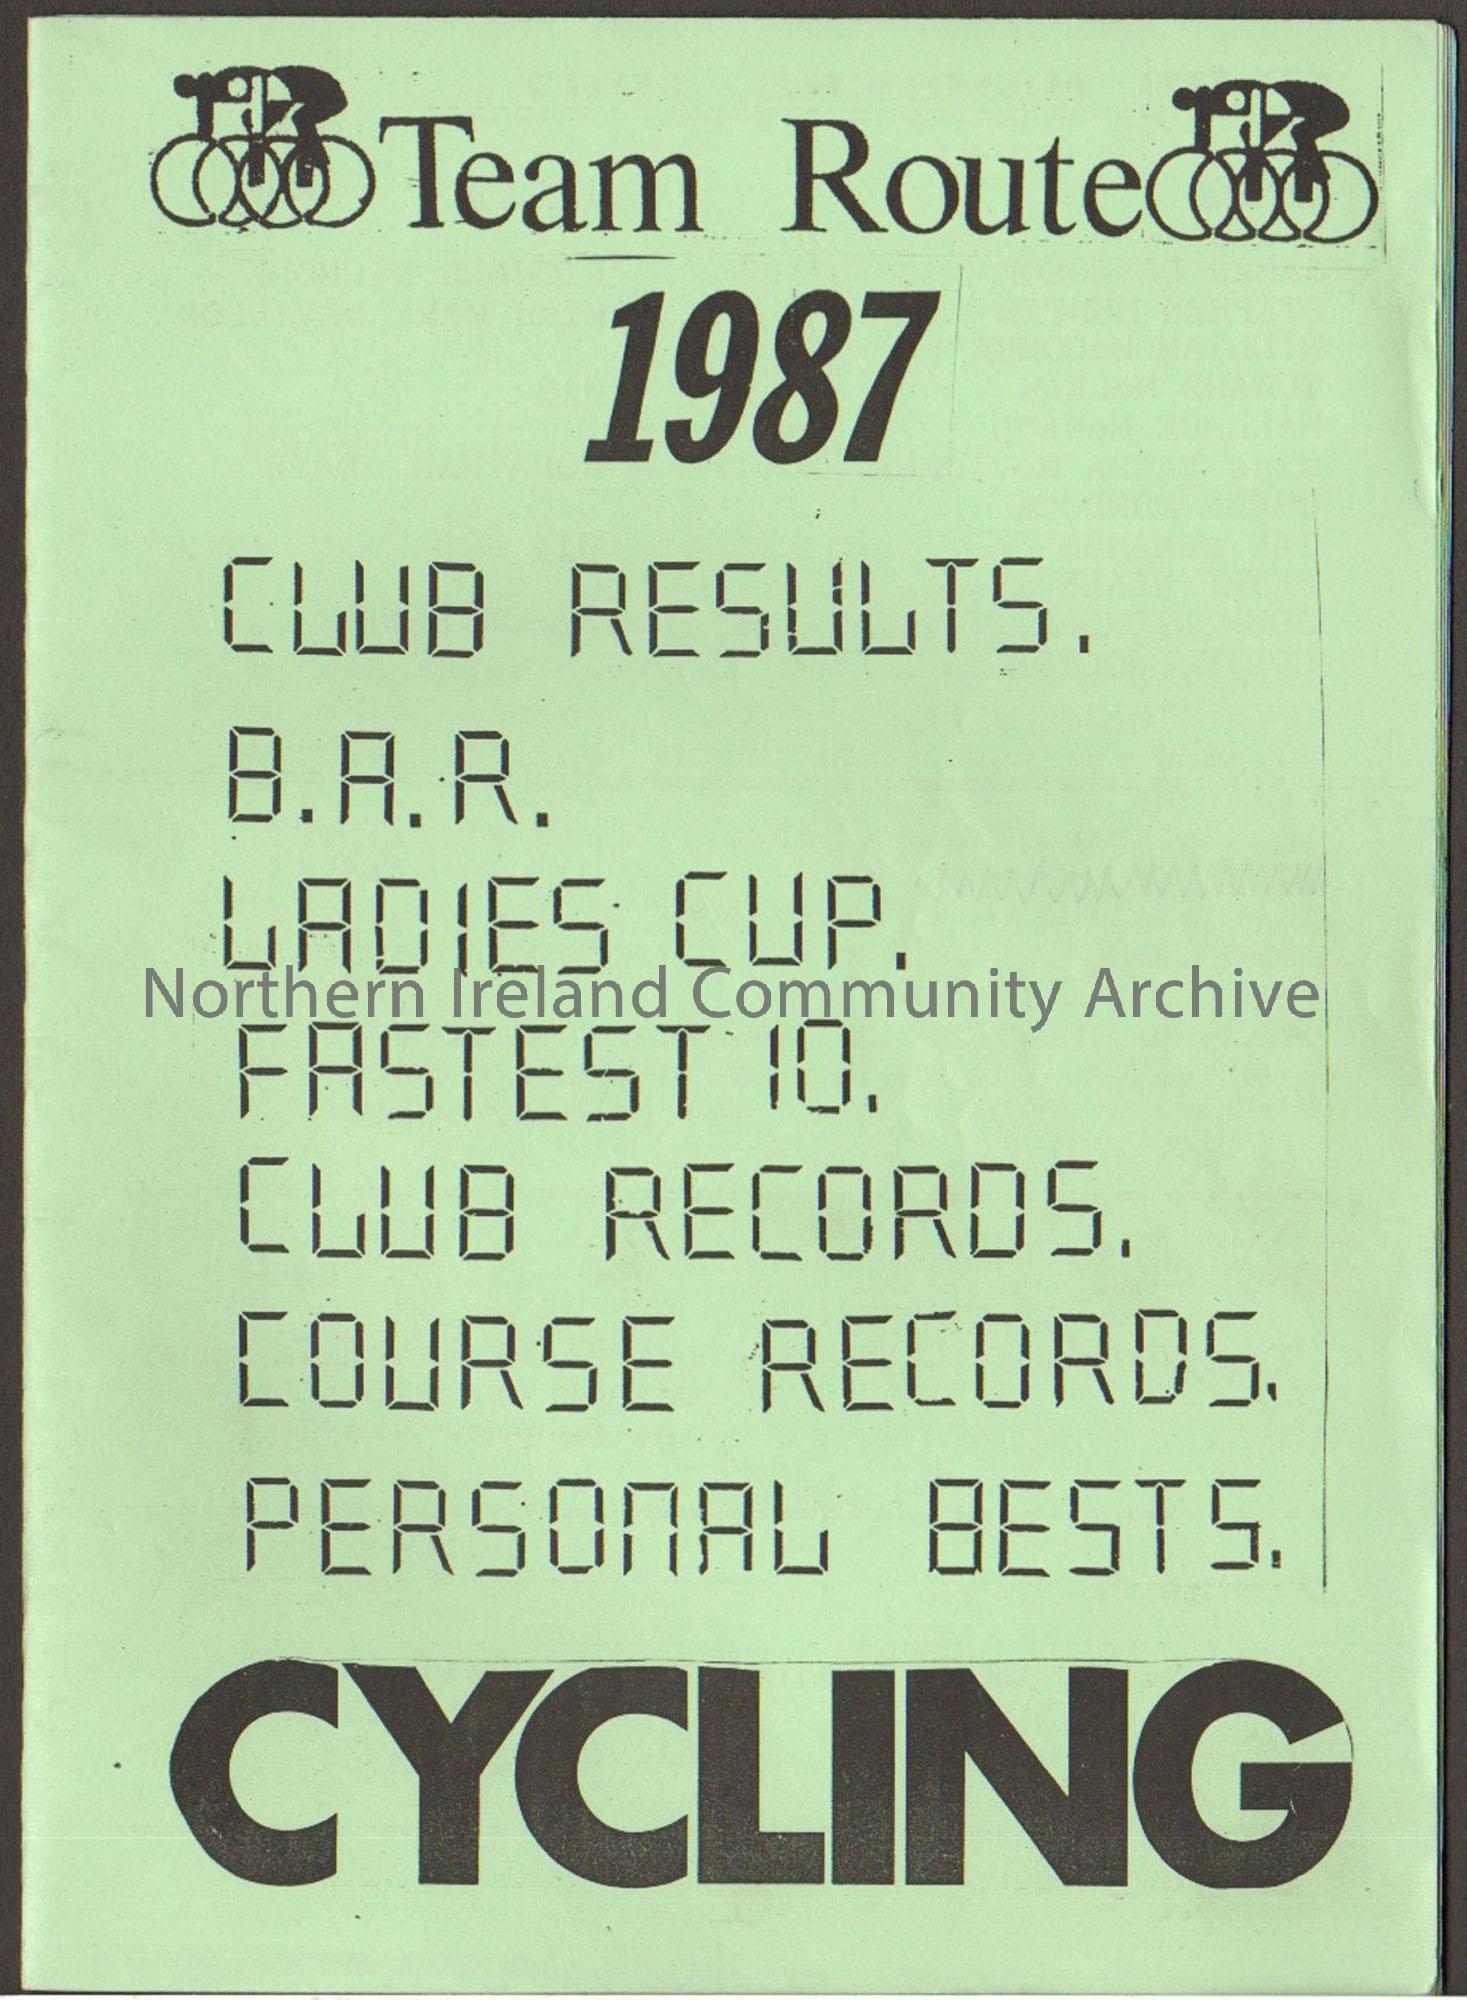 Team Route
1987
CLUB RESULTS.
B.A.R.
LADIES CUP.
Northern Ireland Community Archive
FASTEST 10.
CLUB RECORDS.
COURSE RECORDS.
PERSONAL BESTS.
CYCLING